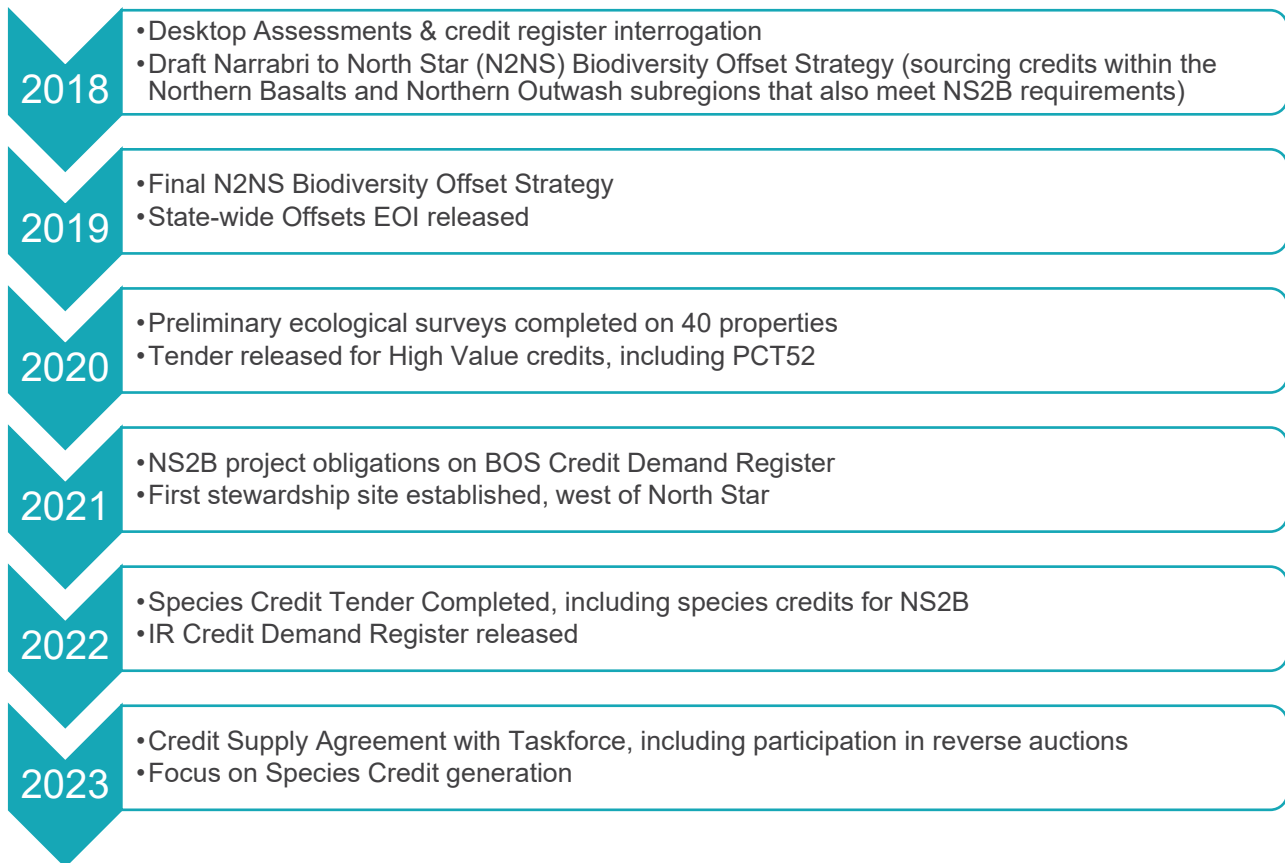 2018
•Desktop Assessments & credit register interrogation
•Draft Narrabri to North Star (N2NS) Biodiversity Offset Strategy (sourcing credits within the
Northern Basalts and Northern Outwash subregions that also meet NS2B requirements)
2019
•Final N2NS Biodiversity Offset Strategy
•State-wide Offsets EOI released
2020
•Preliminary ecological surveys completed on 40 properties
•Tender released for High Value credits, including PCT52
2021
•NS2B project obligations on BOS Credit Demand Register
•First stewardship site established, west of North Star
2022
•Species Credit Tender Completed, including species credits for NS2B
•IR Credit Demand Register released
2023
•Credit Supply Agreement with Taskforce, including participation in reverse auctions
•Focus on Species Credit generation